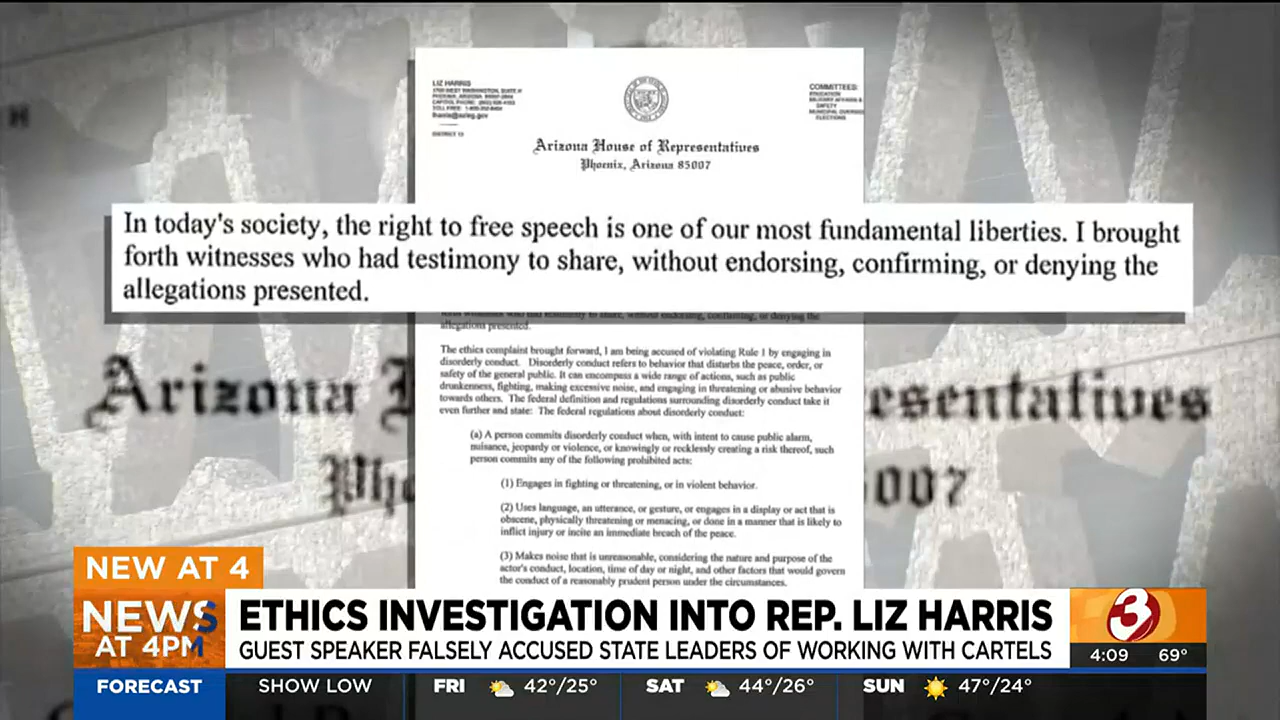 LIZ HARRIS
COMMITTEES:
Arizona House of Representatives
Phoenix, Arizona 85007
In today's society, the right to free speech is one of our most fundamental liberties. I brought
forth witnesses who had testimony to share, without endorsing, confirming, or denying the
allegations presented.
allegations presented.
The ethics complaint brought forward, I am being accused of violating Rule 1 by engaging in
disorderly conduct. Disorderly conduct refers to behavior that disturbs the peace, order, or
safety of the general public. It can encompass a wide range of actions, such as public
drunkenness, fighting, making excessive noise, and engaging in threatening or abusive behavior
towards others. The federal definition and regulations surrounding disorderly conduct take it
even further and state: The federal regulations about disorderly conduct:
(a) A person commits disorderly conduct when, with intent to cause public alarm,
nuisance, jeopardy or violence, or knowingly or recklessly creating a risk thereof, such
person commits any of the following prohibited acts:
(1) Engages in fighting or threatening, or in violent behavior.
(2) Uses language, an utterance, or gesture, or engages in a display or act that is
obscene, physically threatening or menacing, or done in a manner that is likely to
inflict injury or incite an immediate breach of the peace.
(3) Makes noise that is unreasonable, considering the nature and purpose of the
actor's conduct, location, time of day or night, and other factors that would govern
the conduct of a reasonably prudent person under the circumstances.
Arizona
esentatives
007
NEW AT 4
NEWS
AT 4PM
ETHICS INVESTIGATION INTO REP. LIZ HARRIS
GUEST SPEAKER FALSELY ACCUSED STATE LEADERS OF WORKING WITH CARTELS
3
4:09 69°
FORECAST SHOW LOW FRI 42°/25° SAT 44°/26° SUN 47°/24°